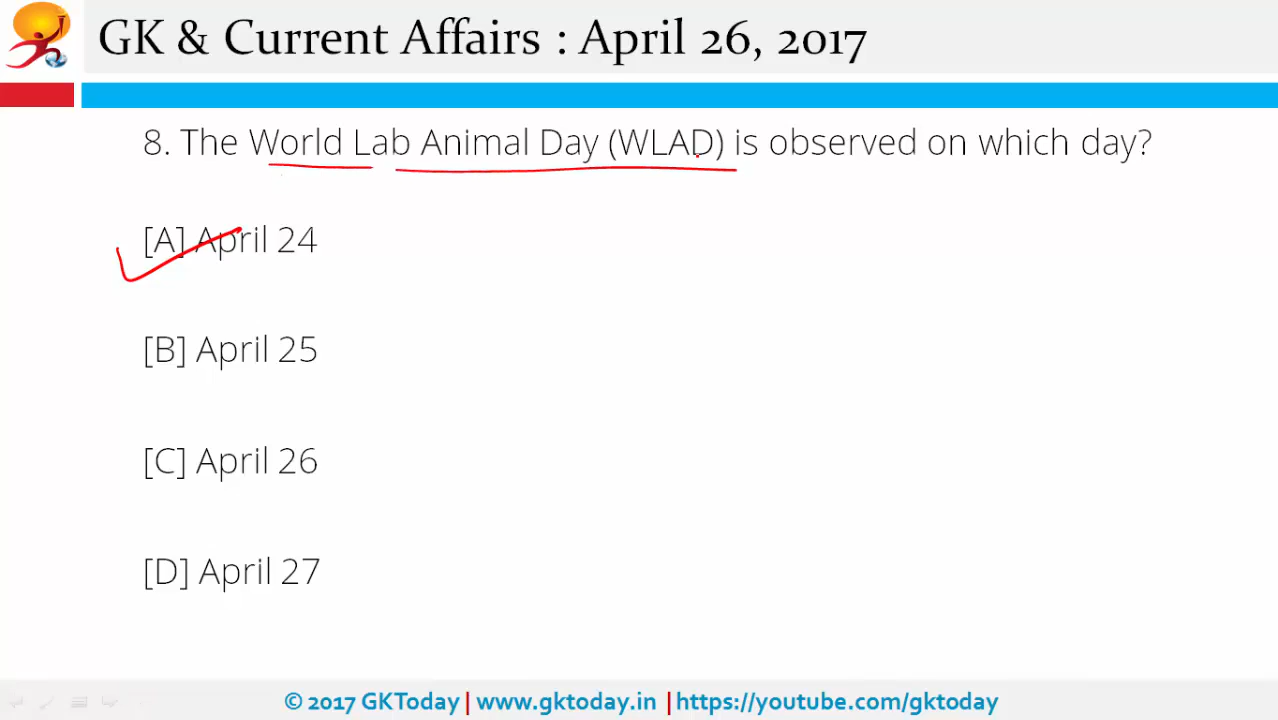 GK & Current Affairs : April 26, 2017
8. The World Lab Animal Day (WLAD) is observed on which day?
[A] April 24
[B] April 25
[C] April 26
[D] April 27
© 2017 GKToday | www.gktoday.in | https://youtube.com/gktoday